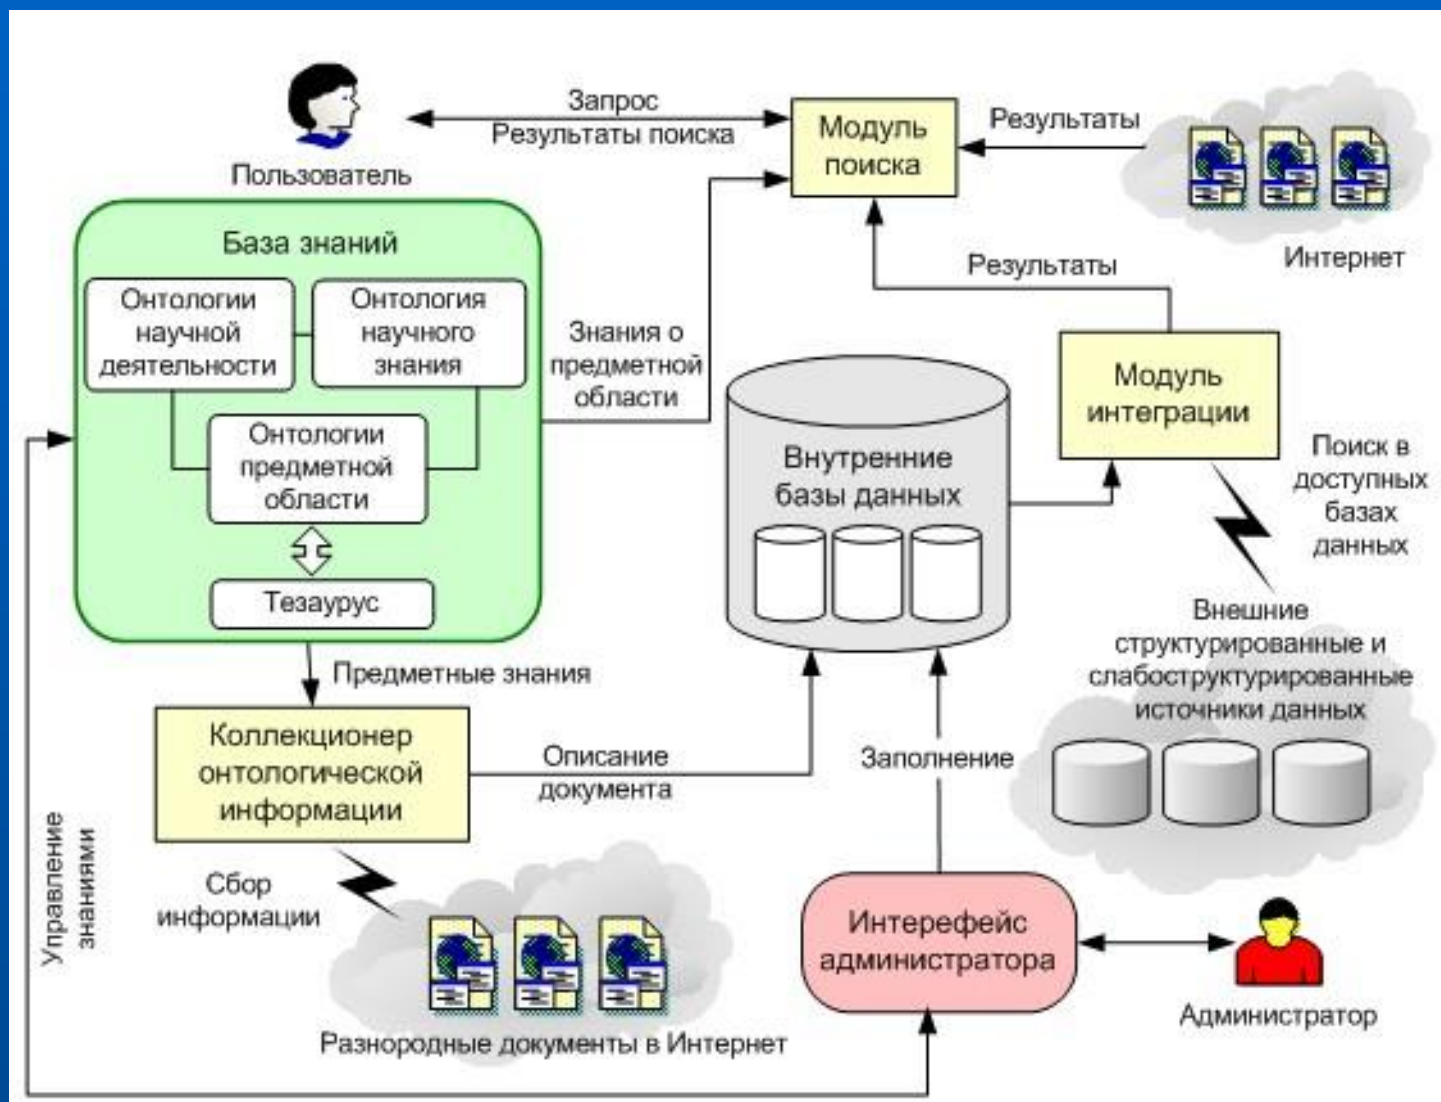 Запрос
Результаты поиска
Пользователь
Модуль
поиска
Результаты
Интернет
База знаний
Онтологии
научной
деятельности
Онтология
научного
знания
Онтологии
предметной
области
Тезаурус
Знания о
предметной
области
Результаты
Модуль
интеграции
Внутренние
базы данных
Поиск в
доступных
базах
данных
Внешние
структурированные и
слабоструктурированные
источники данных
Предметные знания
Коллекционер
онтологической
информации
Описание
документа
Заполнение
Управление
знаниями
Сбор
информации
Разнородные документы в Интернет
Интерефейс
администратора
Администратор